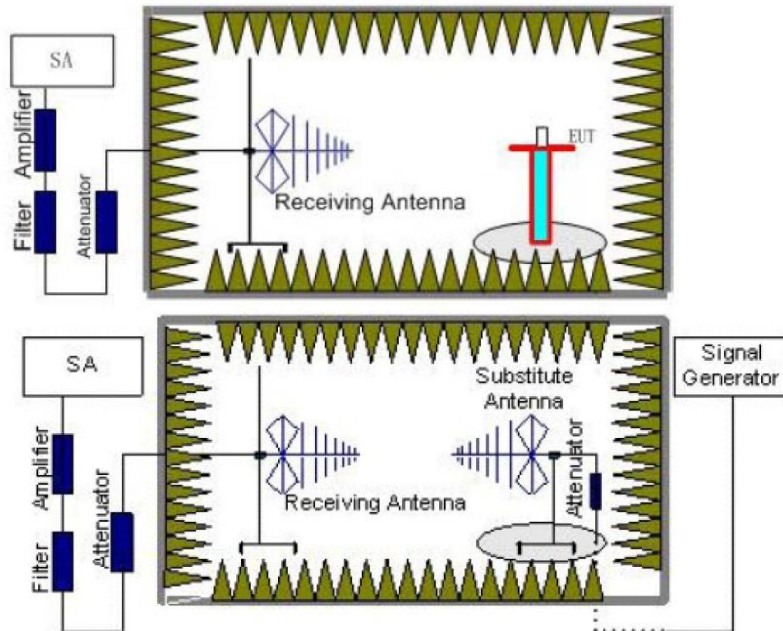 SA
Amplifier
Filter
Attenuator
Receiving Antenna
EUT
SA
Amplifier
Filter
Attenuator
Receiving Antenna
Substitute
Antenna
Attenuator
Signal
Generator